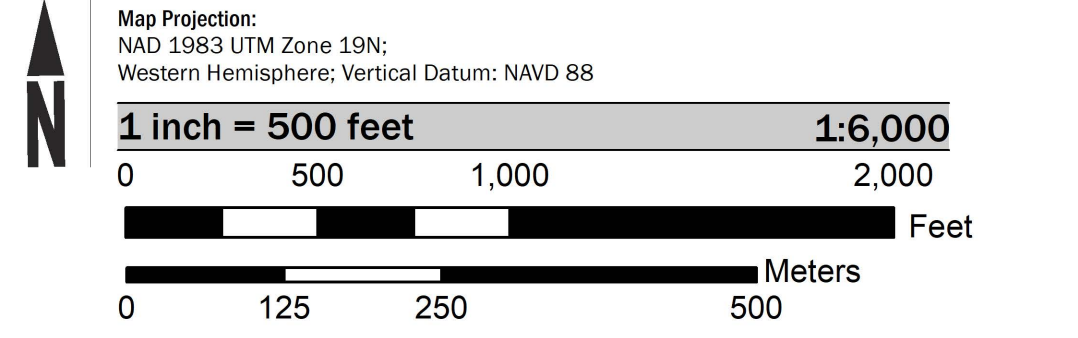 N
Map Projection:
NAD 1983 UTM Zone 19N;
Western Hemisphere; Vertical Datum: NAVD 88
1 inch = 500 feet 1:6,000
0 500 1,000 2,000
Feet
Meters
0 125 250 500